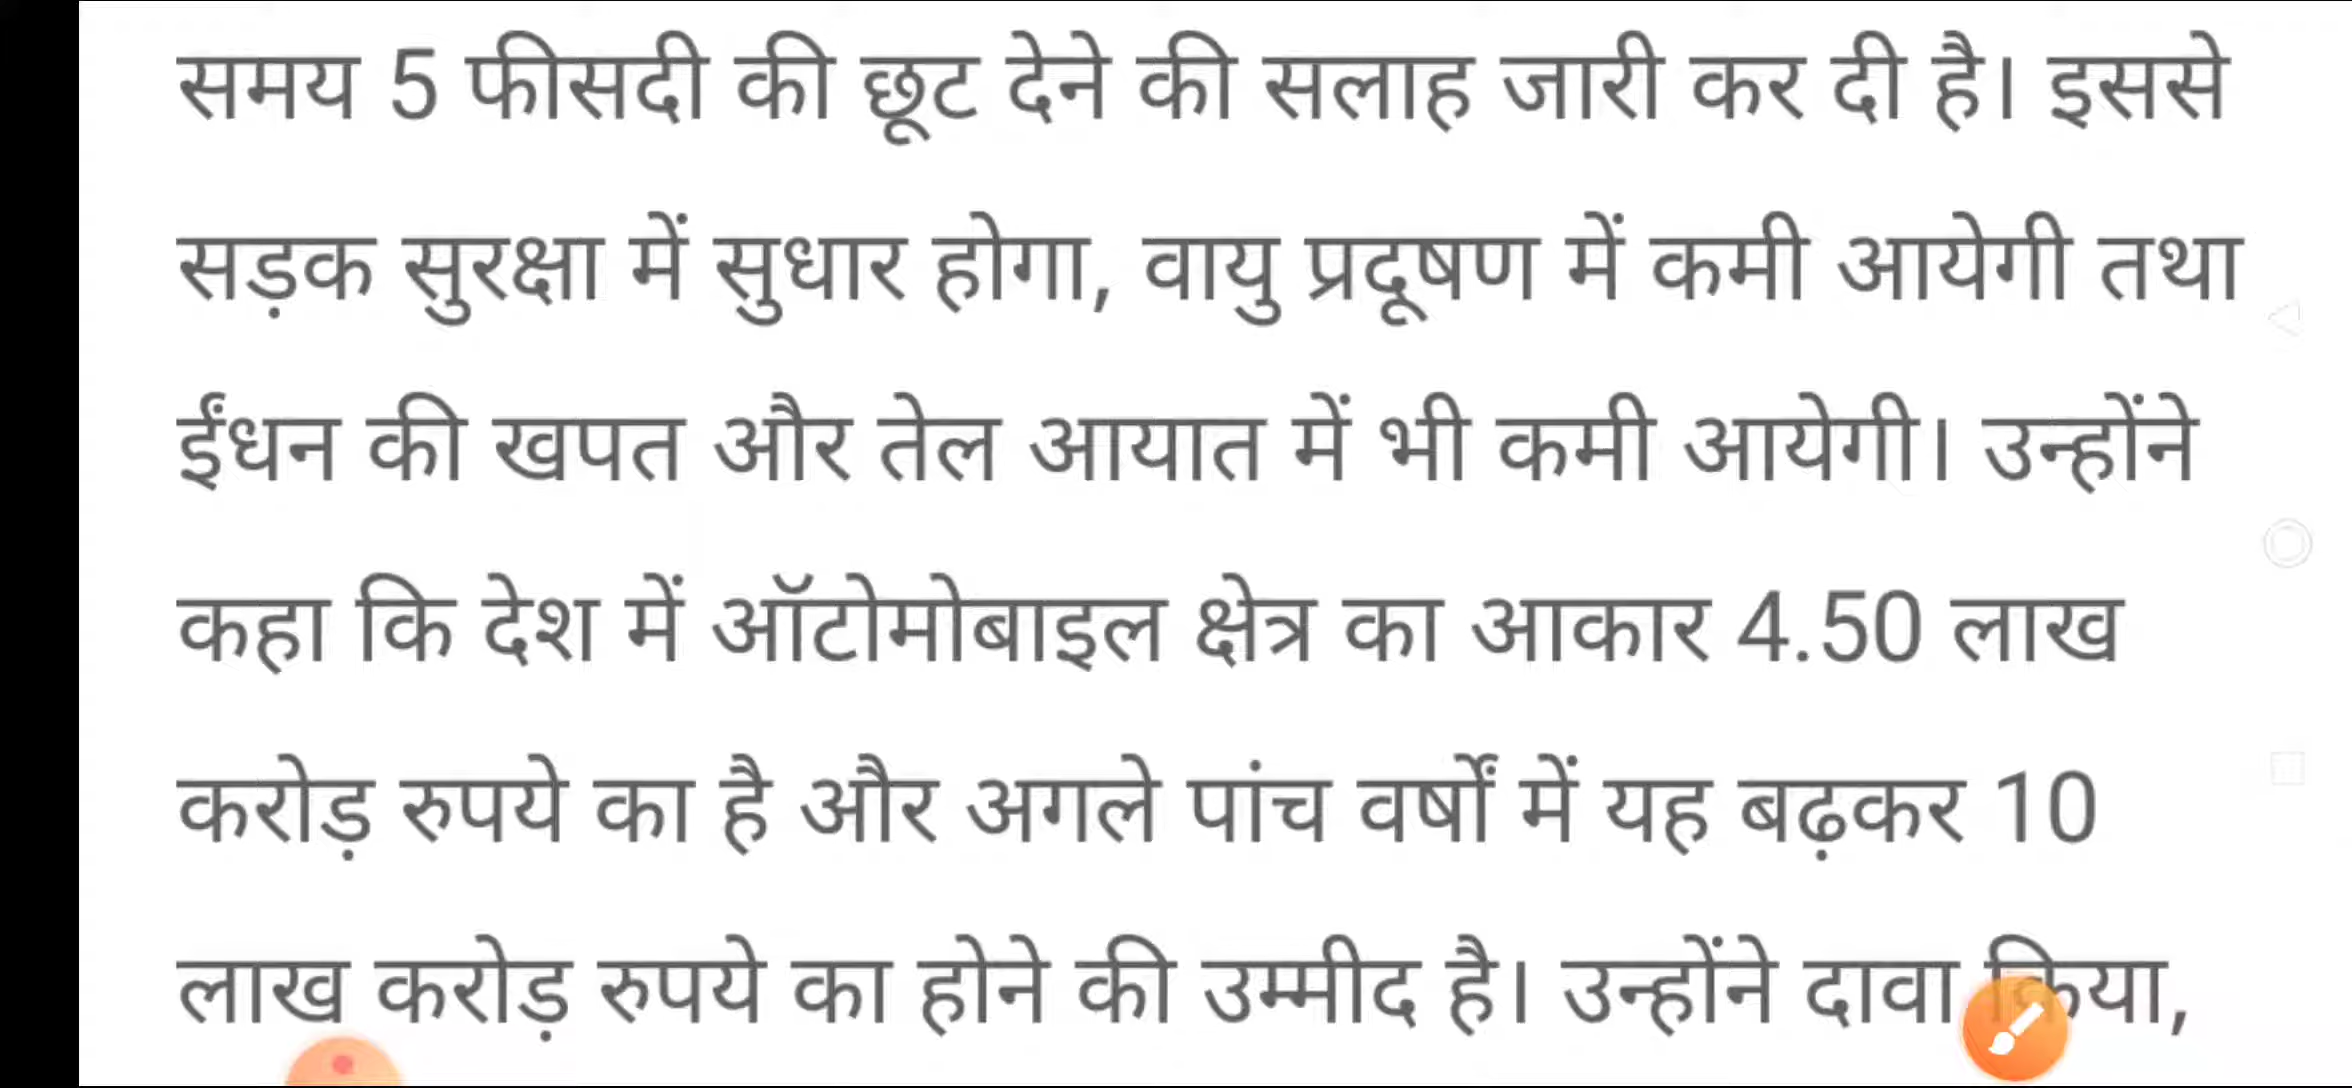 समय 5 फीसदी की छूट देने की सलाह जारी कर दी है। इससे
सड़क सुरक्षा में सुधार होगा, वायु प्रदूषण में कमी आयेगी तथा
ईंधन की खपत और तेल आयात में भी कमी आयेगी। उन्होंने
कहा कि देश में ऑटोमोबाइल क्षेत्र का आकार 4.50 लाख
करोड़ रुपये का है और अगले पांच वर्षों में यह बढ़कर 10
लाख करोड़ रुपये का होने की उम्मीद है। उन्होंने दावा किया,